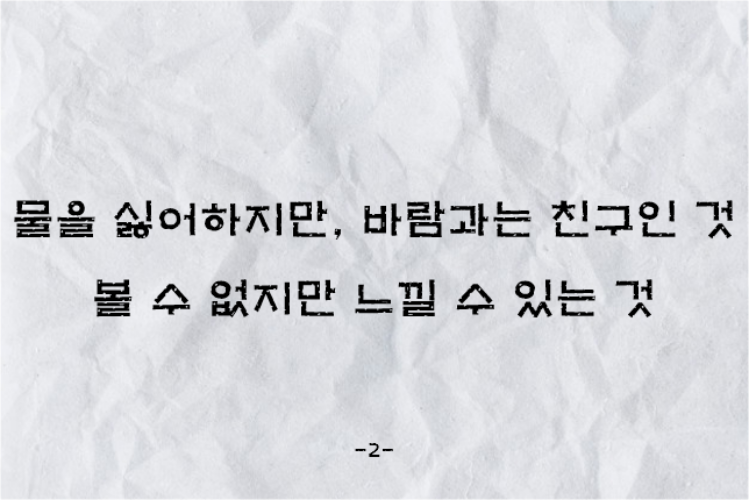 물을 싫어하지만, 바람과는 친구인 것
볼 수 없지만 느낄 수 있는 것
-2-